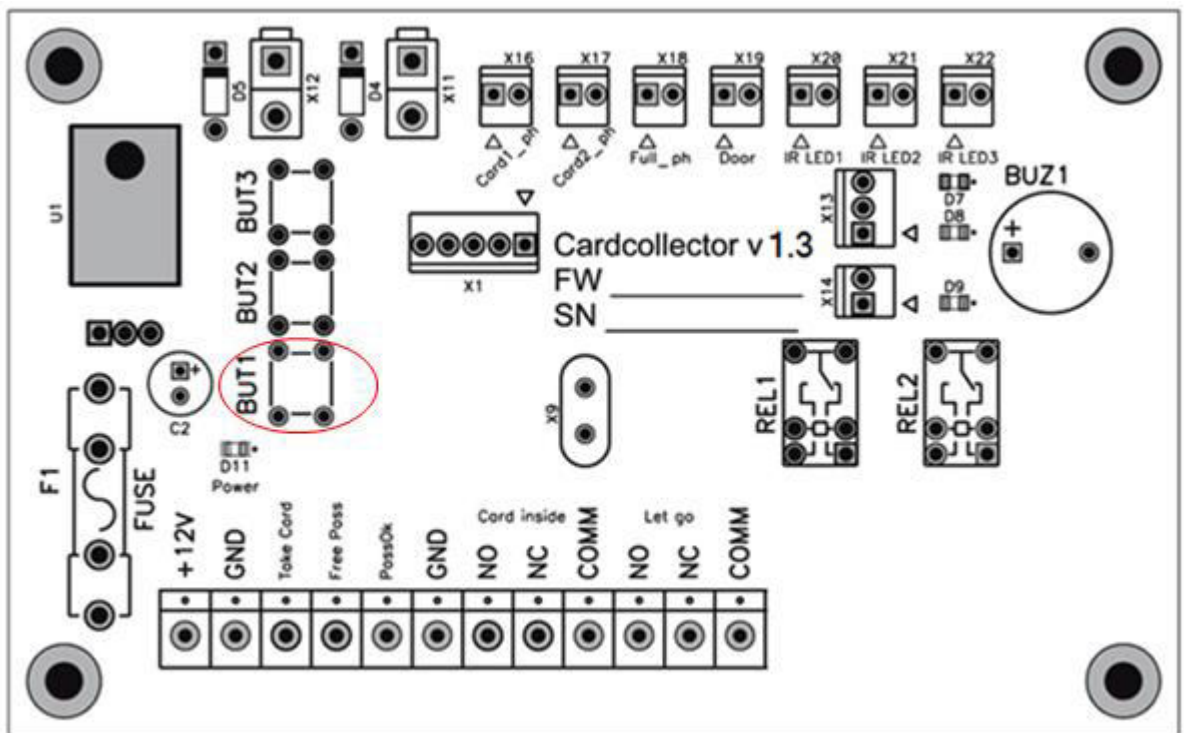 X16
X17
X18
X19
X20
X21
X22
D5
X12
D4
X11
Card1_ph
Card2_ph
Full_ph
Door
IR LED1
IR LED2
IR LED3
U1
BUT3
BUT2
BUT1
X1
Cardcollector v 1.3
FW
SN
X13
D7
D8
BUZ1
+
X14
D9
+
C2
D11
Power
F1
FUSE
X9
REL1
REL2
Card inside
Let go
+12V
GND
Take Card
Free Pass
PassOk
GND
NO
NC
COMM
NO
NC
COMM